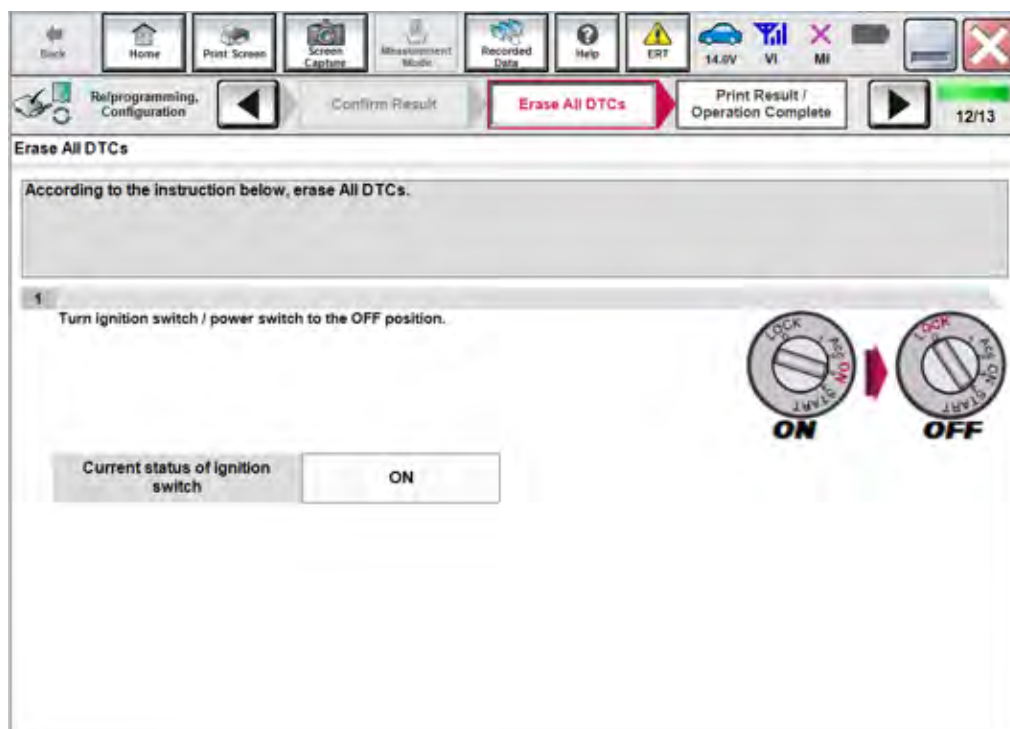 Back
Home
Print Screen
Screen
Capture
Measurement
Mode
Recorded
Data
Help
ERT
14.0V
VI
MI
Re/programming,
Configuration
Confirm Result
Erase All DTCs
Print Result /
Operation Complete
12/13
Erase All DTCs
According to the instruction below, erase All DTCs.
1
Turn ignition switch / power switch to the OFF position.
LOCK
ACC
ON
START
ON
LOCK
ACC
ON
START
OFF
Current status of ignition
switch
ON